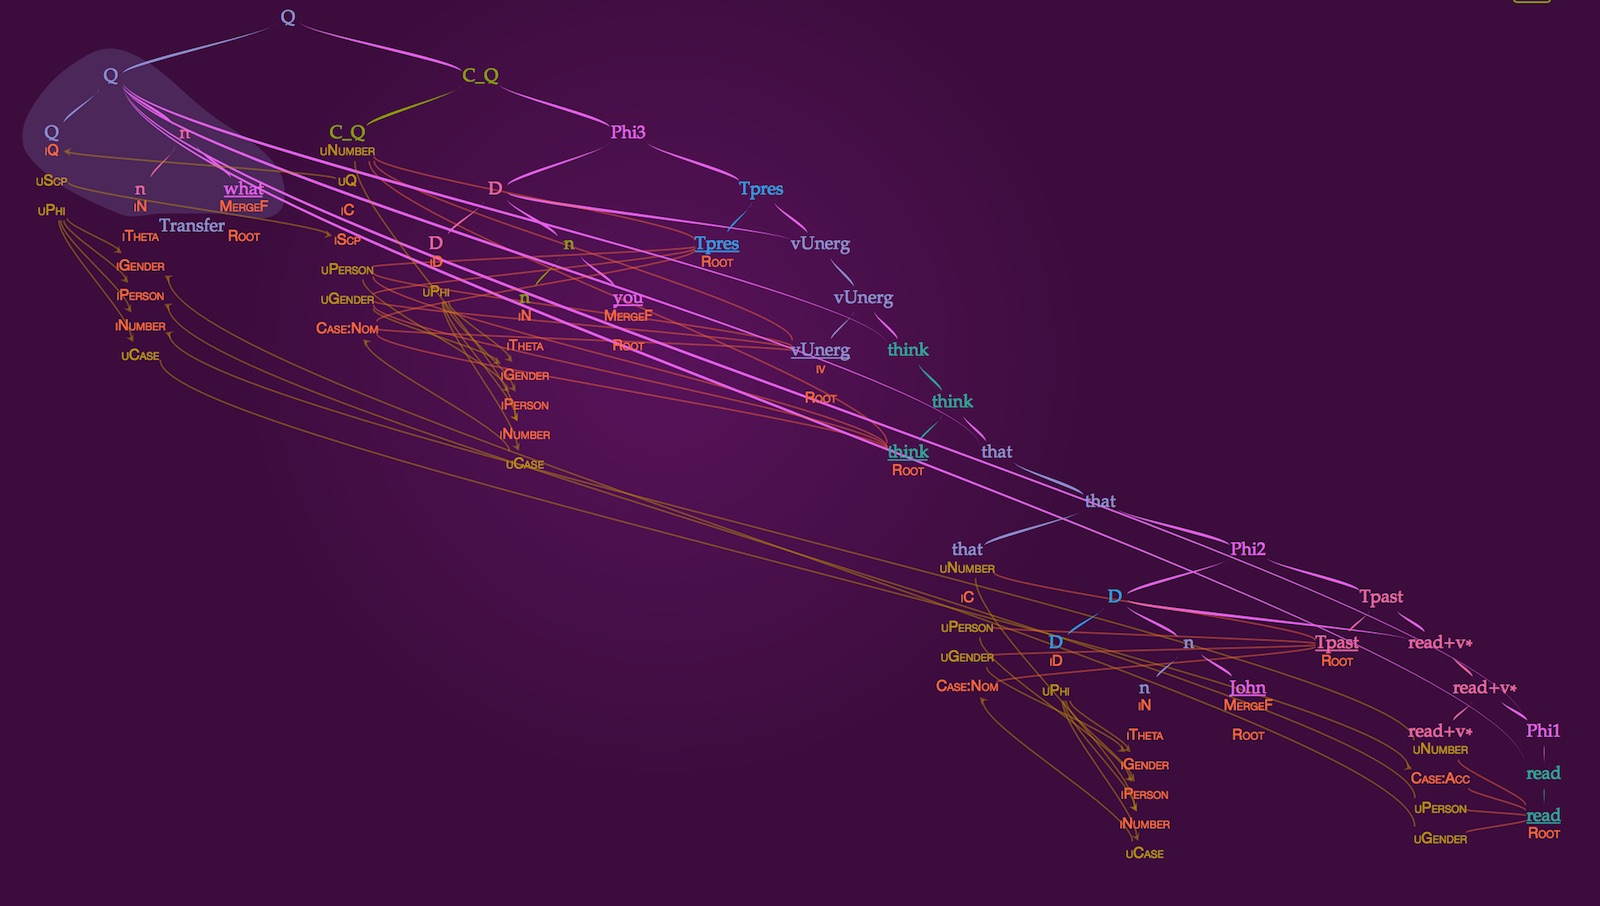 Q
Q
C_Q
Q
n
C_Q
Phi3
iQ
uNumber
uScp
n
what
uQ
D
Tpres
uPhi
iN
MergeF
iC
Transfer
iTheta
Root
iScp
D
n
Tpres
vUnerg
iD
Root
iGender
uPerson
uPhi
n
you
vUnerg
iPerson
uGender
iN
MergeF
iNumber
Case:Nom
iTheta
Root
vUnerg
think
uCase
iV
iGender
Root
think
iPerson
iNumber
think
that
uCase
Root
that
that
Phi2
uNumber
iC
D
Tpast
uPerson
D
n
Tpast
read+v*
uGender
iD
Root
Case:Nom
uPhi
n
John
read+v*
iN
MergeF
iTheta
Root
read+v*
Phi1
uNumber
iGender
Case:Acc
read
iPerson
uPerson
read
iNumber
uGender
Root
uCase